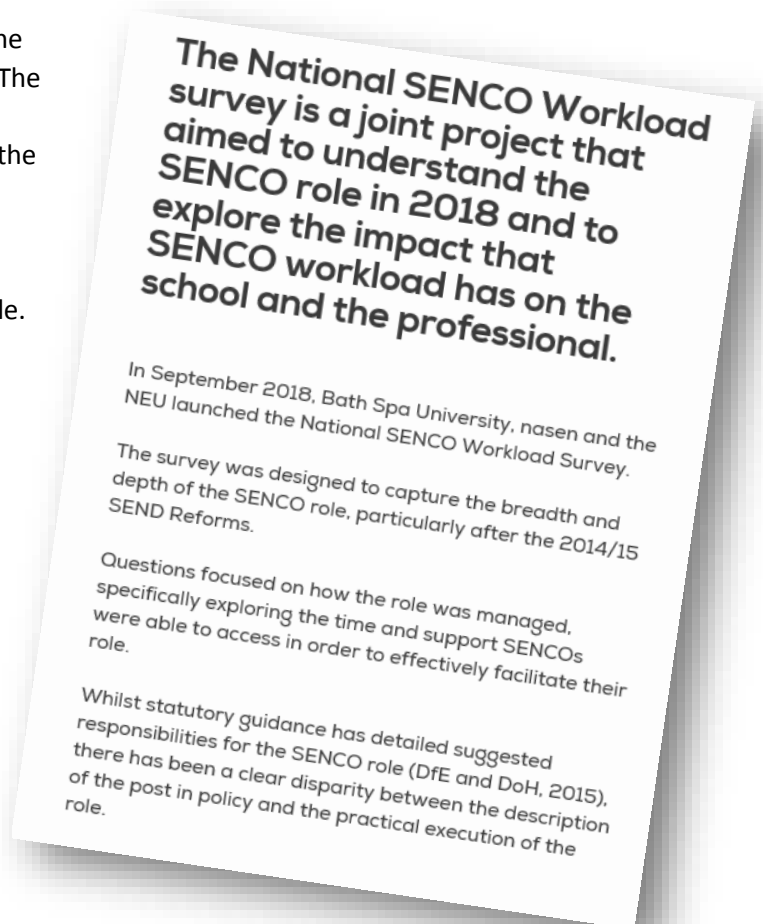 ne
The
the
le.
The National SENCO Workload
survey is a joint project that
aimed to understand the
SENCO role in 2018 and to
explore the impact that
SENCO workload has on the
school and the professional.
In September 2018, Bath Spa University, nasen and the
NEU launched the National SENCO Workload Survey.
The survey was designed to capture the breadth and
depth of the SENCO role, particularly after the 2014/15
SEND Reforms.
Questions focused on how the role was managed,
specifically exploring the time and support SENCOs
were able to access in order to effectively facilitate their
role.
Whilst statutory guidance has detailed suggested
responsibilities for the SENCO role (DfE and DoH, 2015),
there has been a clear disparity between the description
of the post in policy and the practical execution of the
role.